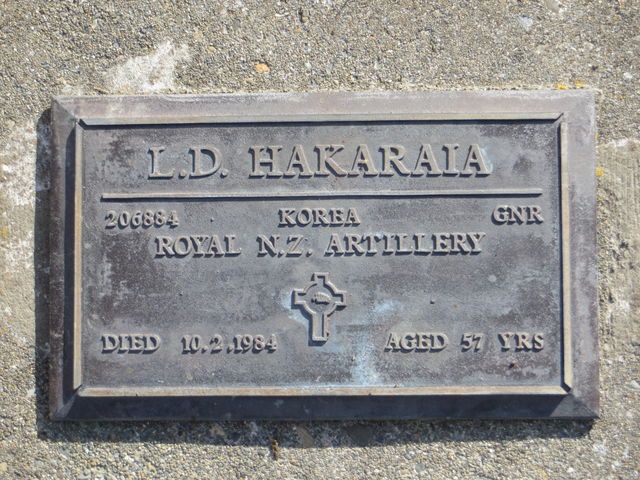 L.D. HAKARAIA
206884 KOREA GNR
ROYAL N.Z. ARTILLERY
DIED 10.2.1984 AGED 57 YRS